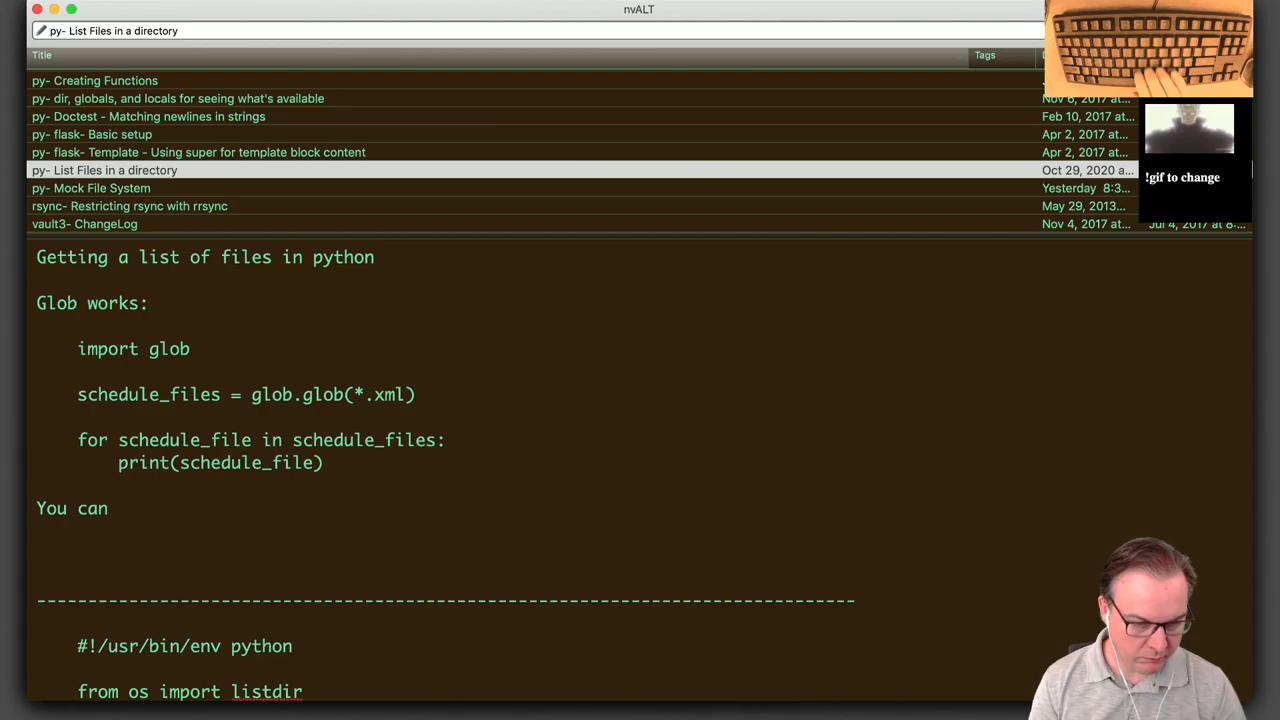 nvALT
py- List Files in a directory
Title Tags
py- Creating Functions
py- dir, globals, and locals for seeing what's available Nov 6, 2017 at...
py- Doctest - Matching newlines in strings Feb 10, 2017 at...
py- flask- Basic setup Apr 2, 2017 at...
py- flask- Template - Using super for template block content Apr 2, 2017 at...
py- List Files in a directory Oct 29, 2020 a...
py- Mock File System Yesterday 8:3...
rsync- Restricting rsync with rrsync May 29, 2013...
vault3- ChangeLog Nov 4, 2017 at... Jul 4, 2017 at 8:...
!gif to change
Getting a list of files in python
Glob works:
import glob
schedule_files = glob.glob(*.xml)
for schedule_file in schedule_files:
print(schedule_file)
You can
--------------------------------------------------------------------------------
#!/usr/bin/env python
from os import listdir